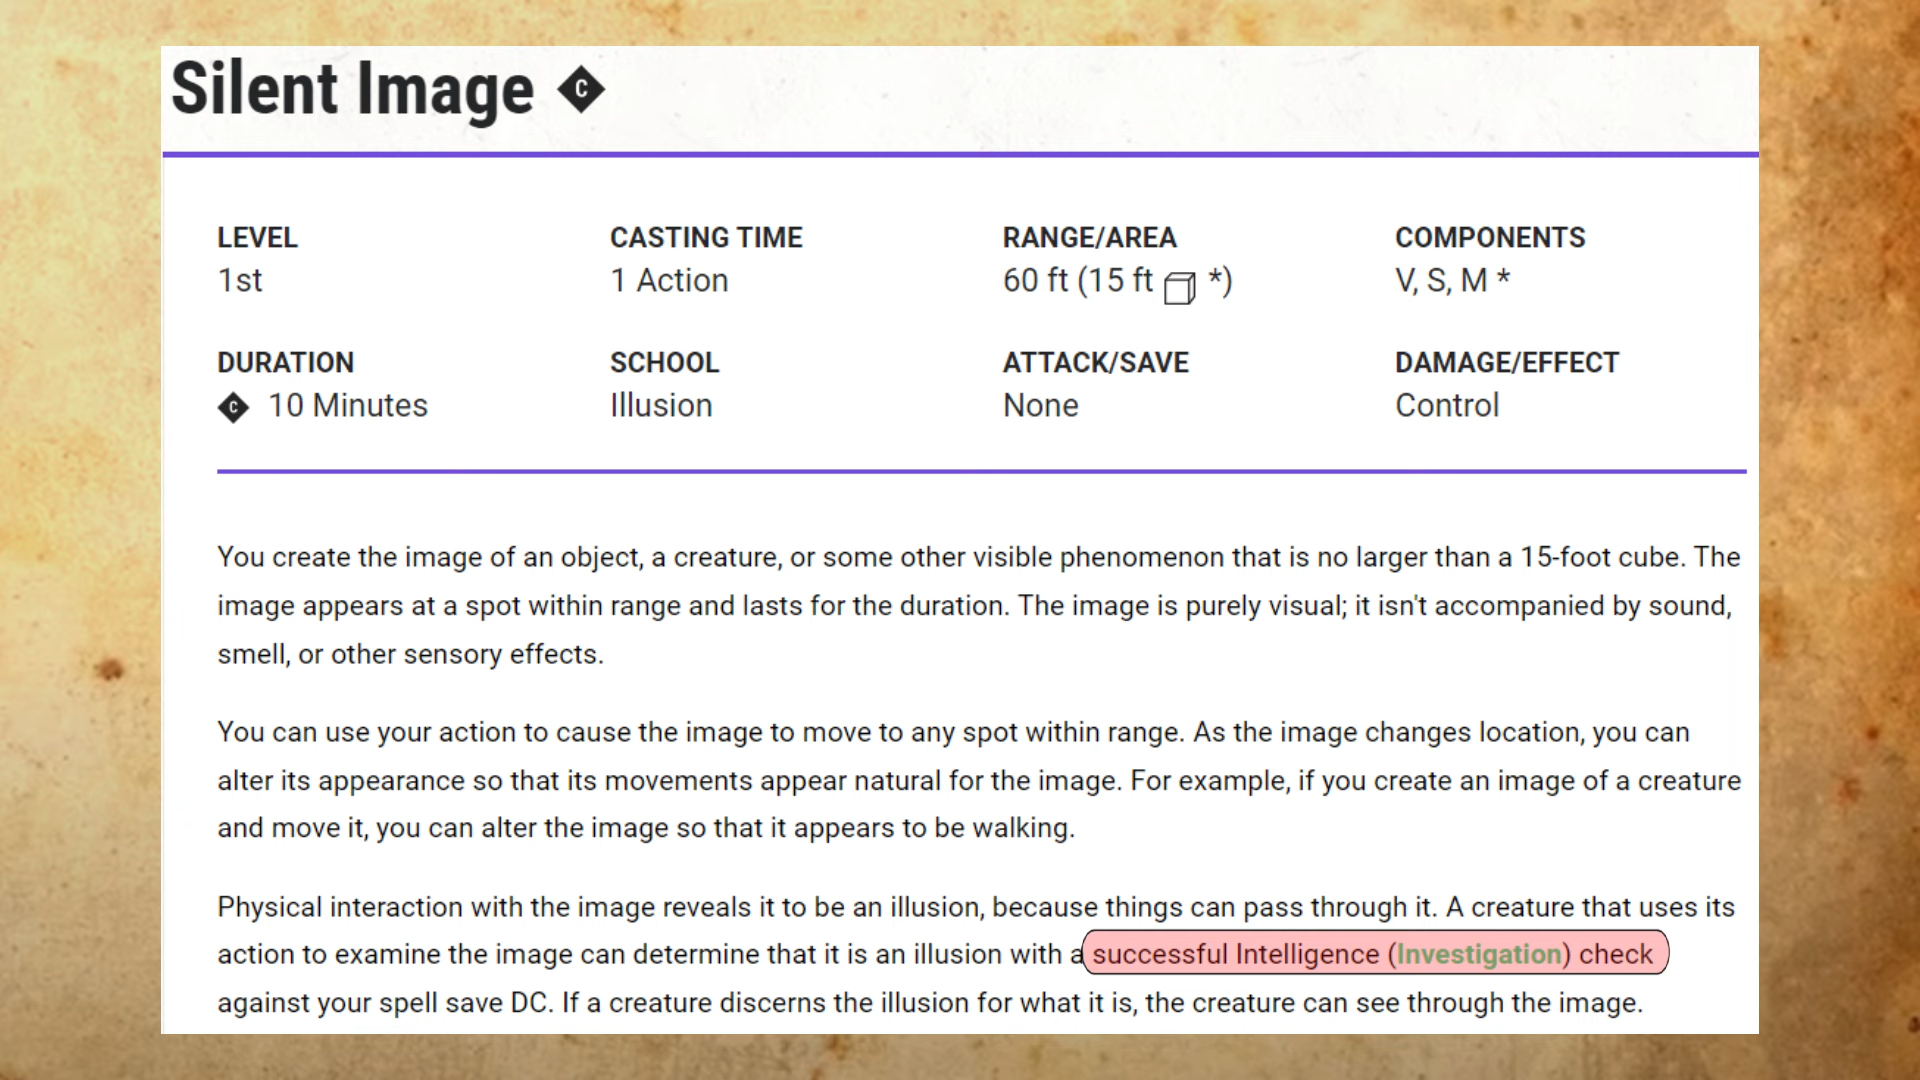 Silent Image C
LEVEL
1st
CASTING TIME
1 Action
RANGE/AREA
60 ft (15 ft *)
COMPONENTS
V, S, M *
DURATION
C 10 Minutes
SCHOOL
Illusion
ATTACK/SAVE
None
DAMAGE/EFFECT
Control
You create the image of an object, a creature, or some other visible phenomenon that is no larger than a 15-foot cube. The
image appears at a spot within range and lasts for the duration. The image is purely visual; it isn't accompanied by sound,
smell, or other sensory effects.
You can use your action to cause the image to move to any spot within range. As the image changes location, you can
alter its appearance so that its movements appear natural for the image. For example, if you create an image of a creature
and move it, you can alter the image so that it appears to be walking.
Physical interaction with the image reveals it to be an illusion, because things can pass through it. A creature that uses its
action to examine the image can determine that it is an illusion with a successful Intelligence (Investigation) check
against your spell save DC. If a creature discerns the illusion for what it is, the creature can see through the image.